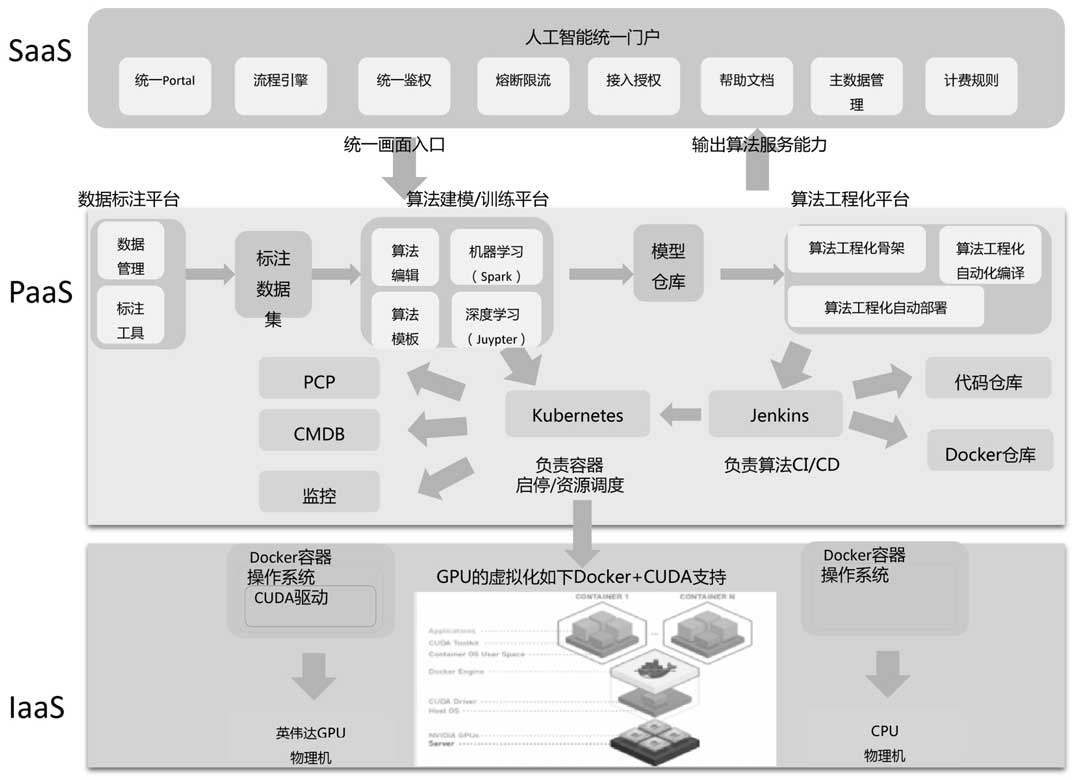 SaaS
人工智能统一门户
统一Portal
流程引擎
统一鉴权
熔断限流
接入授权
帮助文档
主数据管
理
计费规则
统一画面入口
输出算法服务能力
PaaS
数据标注平台
算法建模/训练平台
算法工程化平台
数据
管理
标注
工具
标注
数据
集
算法
编辑
机器学习
（Spark）
算法
模板
深度学习
（Juypter）
模型
仓库
算法工程化骨架
算法工程化
自动化编译
算法工程化自动部署
PCP
CMDB
监控
Kubernetes
负责容器
启停/资源调度
Jenkins
负责算法CI/CD
代码仓库
Docker仓库
IaaS
Docker容器
操作系统
CUDA驱动
英伟达GPU
物理机
GPU的虚拟化如下Docker+CUDA支持
CONTAINER 1
CONTAINER N
...
Applications
CUDA Toolkit
Container OS User Space
Docker Engine
CUDA Driver
Host OS
NVIDIA GPUs
Server
Docker容器
操作系统
CPU
物理机